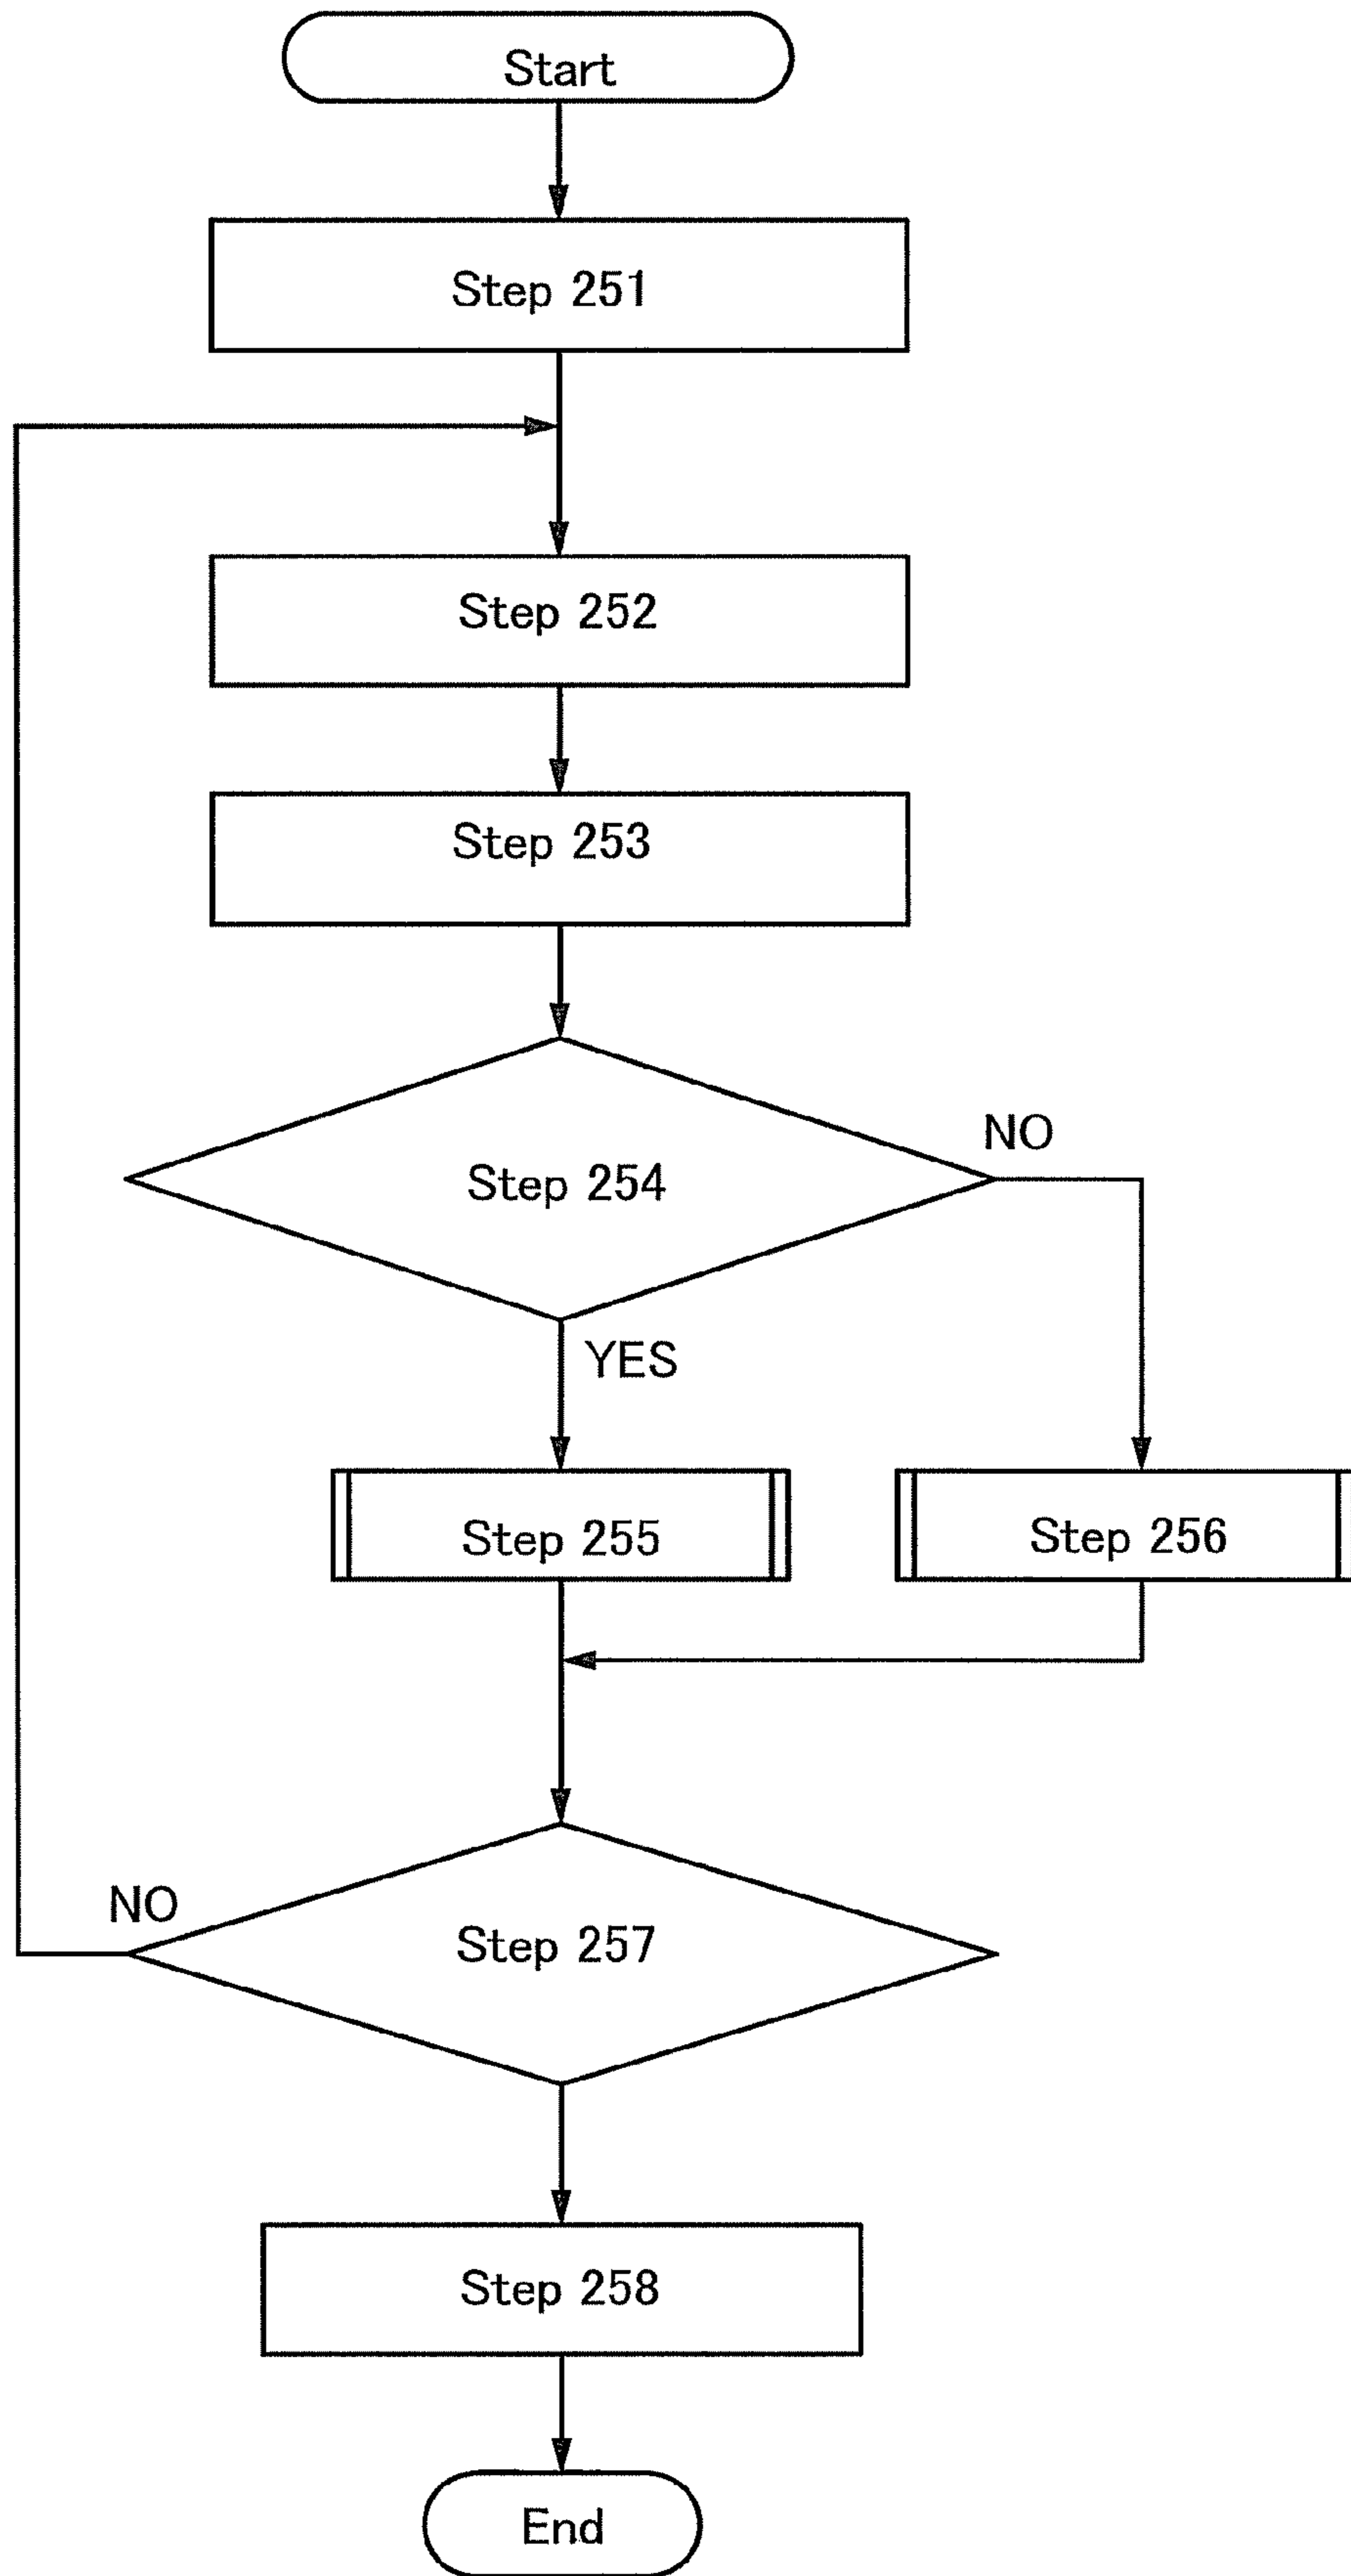 Start
Step 251
Step 252
Step 253
Step 254
NO
YES
Step 255
Step 256
NO
Step 257
Step 258
End